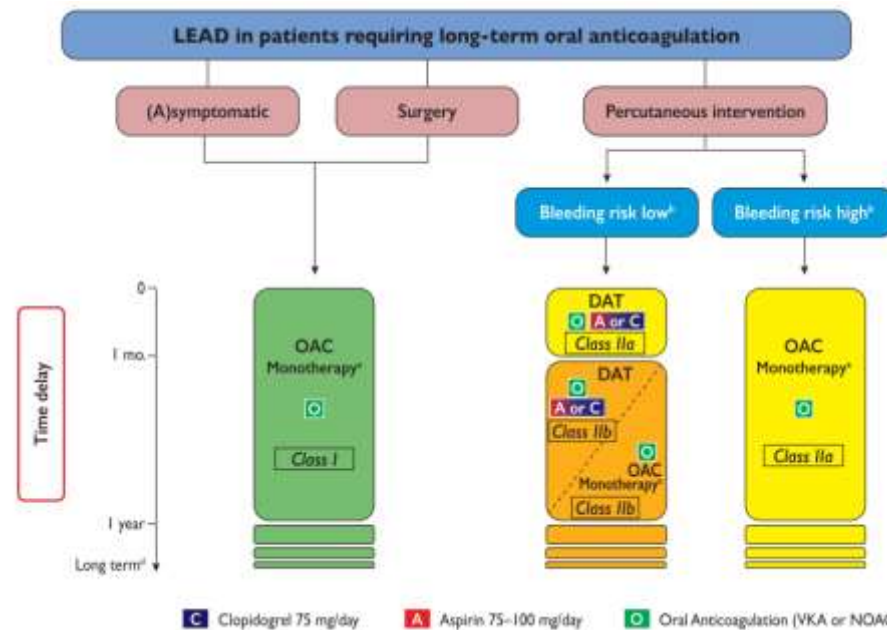 LEAD in patients requiring long-term oral anticoagulation
(A)symptomatic
Surgery
Percutaneous intervention
Bleeding risk low
Bleeding risk high
Time delay
0
1 mo.
1 year
Long term
OAC
Monotherapy
O
Class I
DAT
O A or C
Class IIa
DAT
O
A or C
Class IIb
O
OAC
Monotherapy
Class IIb
OAC
Monotherapy
O
Class IIa
C Clopidogrel 75 mg/day
A Aspirin 75–100 mg/day
O Oral Anticoagulation (VKA or NOAC